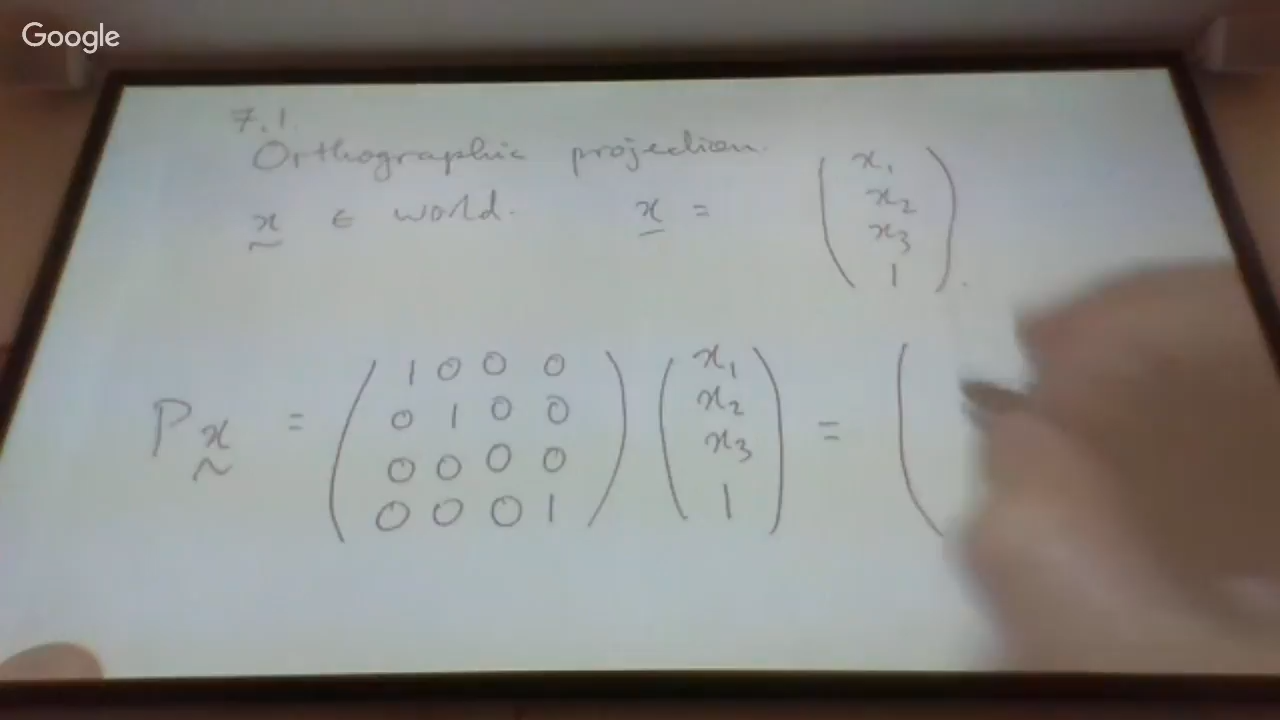 Google
7.1.
Orthographic projection.
x ∈ world. x = ( x₁
x₂
x₃
1 ).
P x = ( 1 0 0 0
0 1 0 0
0 0 0 0
0 0 0 1 ) ( x₁
x₂
x₃
1 ) = (